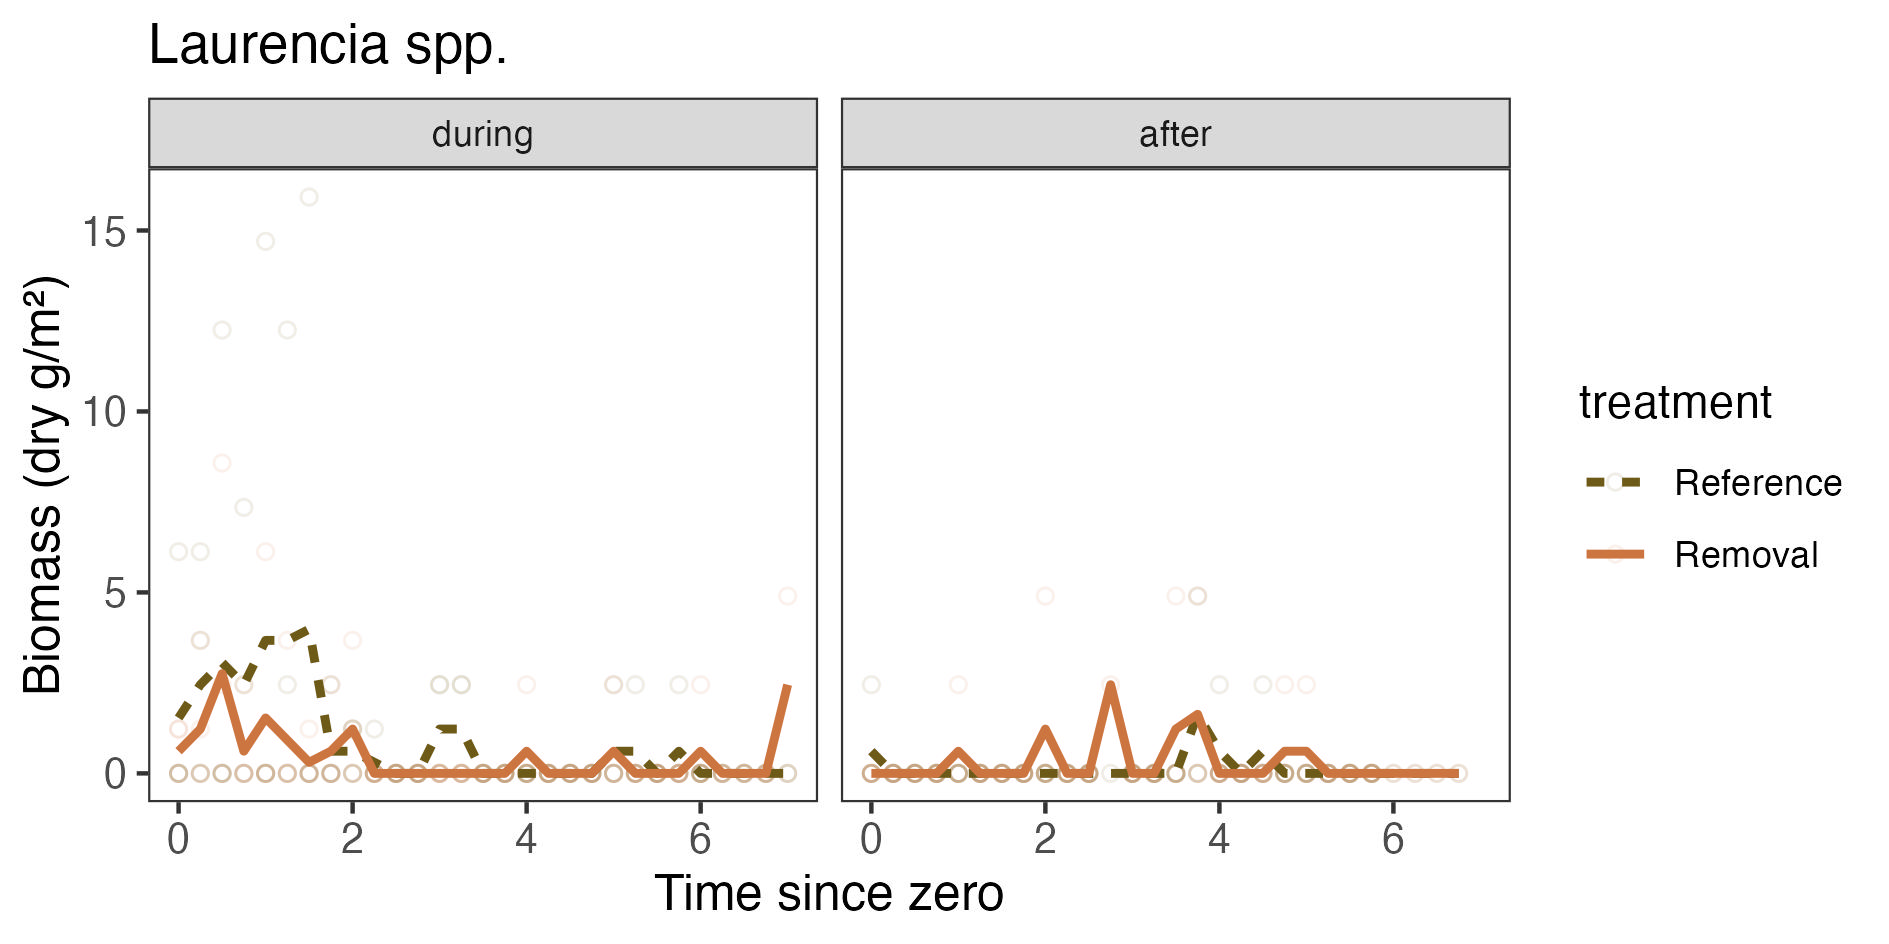 Laurencia spp.
during
after
Biomass (dry g/m²)
15
10
5
0
0 2 4 6
0 2 4 6
Time since zero
treatment
Reference
Removal